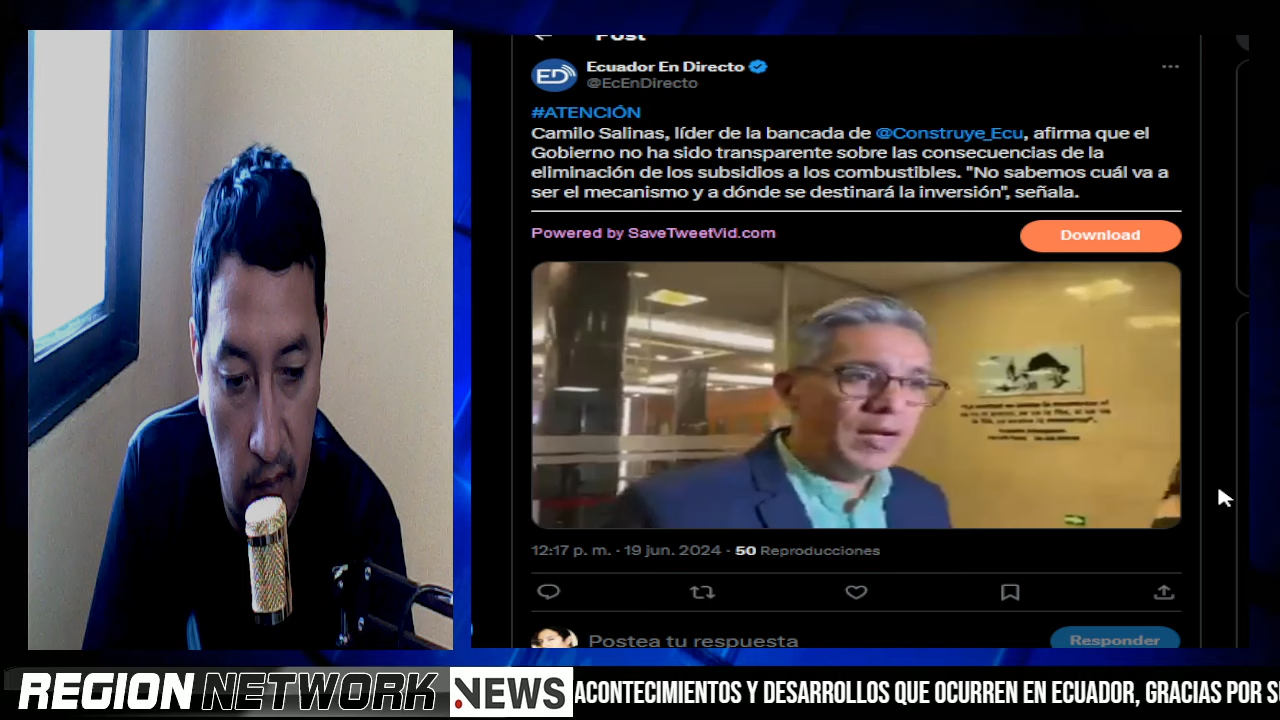 Post
Ecuador En Directo
@EcEnDirecto
#ATENCIÓN
Camilo Salinas, líder de la bancada de @Construye_Ecu, afirma que el
Gobierno no ha sido transparente sobre las consecuencias de la
eliminación de los subsidios a los combustibles. "No sabemos cuál va a
ser el mecanismo y a dónde se destinará la inversión", señala.
Powered by SaveTweetVid.com
Download
12:17 p. m. · 19 jun. 2024 · 50 Reproducciones
Postea tu respuesta
Responder
REGION NETWORK NEWS
ACONTECIMIENTOS Y DESARROLLOS QUE OCURREN EN ECUADOR, GRACIAS POR